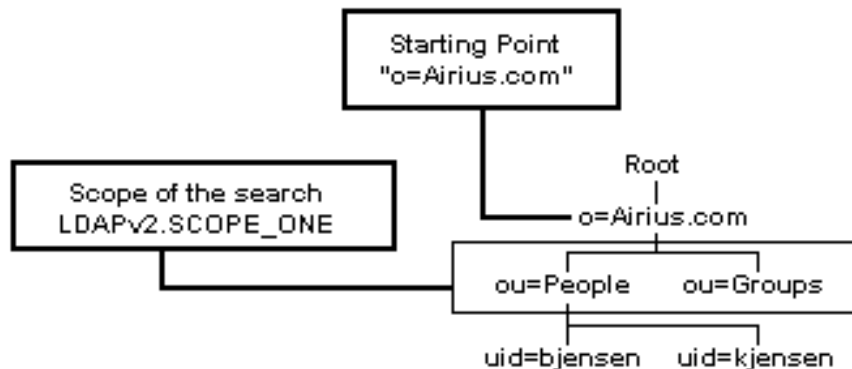 Starting Point
"o=Airius.com"
Root
Scope of the search
LDAPv2.SCOPE_ONE
o=Airius.com
ou=People
ou=Groups
uid=bjensen
uid=kjensen